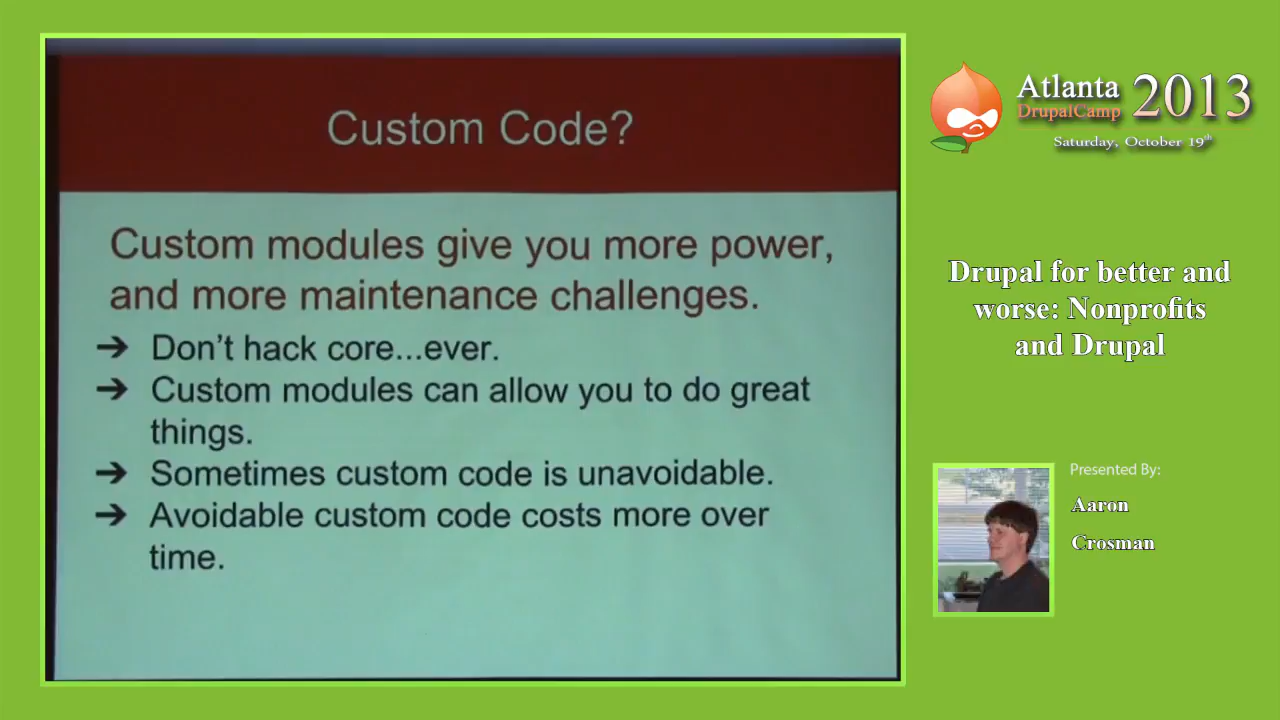 Custom Code?
Custom modules give you more power,
and more maintenance challenges.
➔ Don't hack core...ever.
➔ Custom modules can allow you to do great
things.
➔ Sometimes custom code is unavoidable.
➔ Avoidable custom code costs more over
time.
Atlanta
DrupalCamp
2013
Saturday, October 19th
Drupal for better and
worse: Nonprofits
and Drupal
Presented By:
Aaron
Crosman